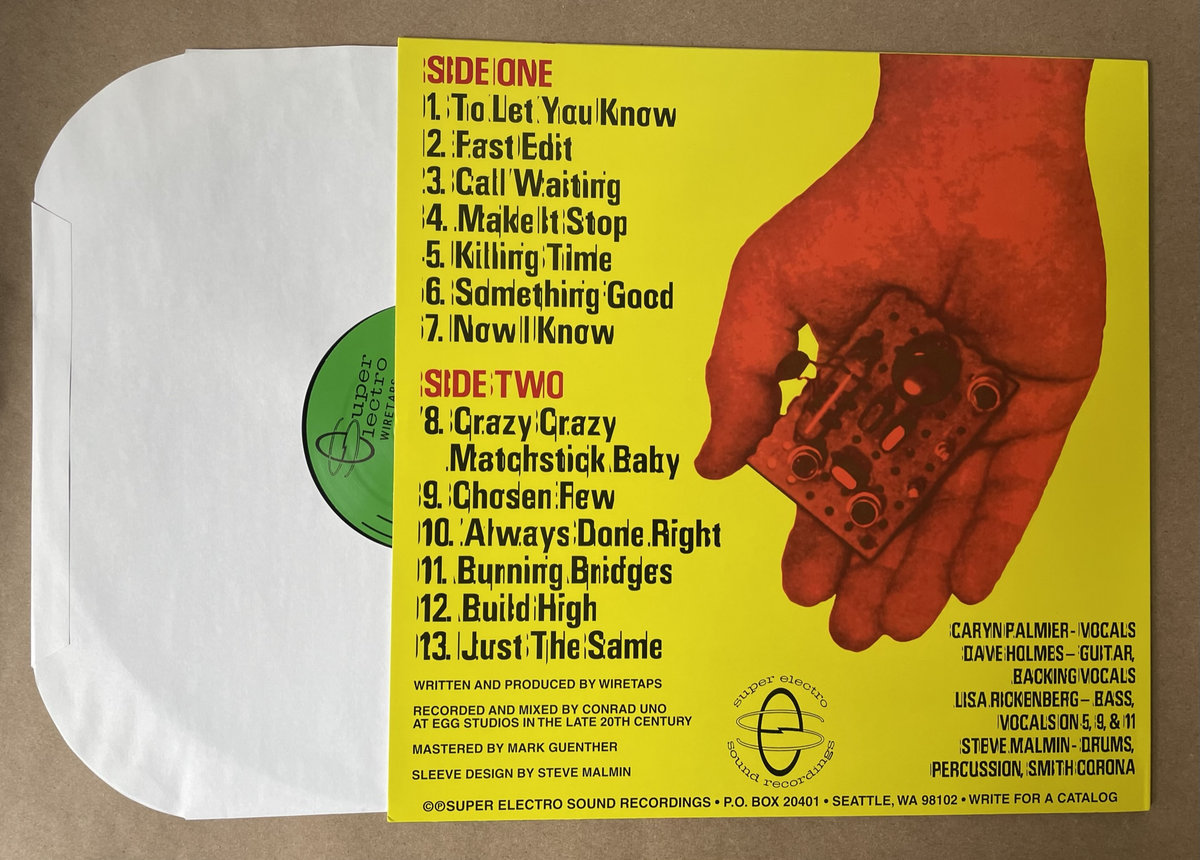 SIDE ONE
1. To Let You Know
2. Fast Edit
3. Call Waiting
4. Make It Stop
5. Killing Time
6. Something Good
7. Now I Know
SIDE TWO
8. Crazy Crazy
Matchstick Baby
9. Chosen Few
10. Always Done Right
11. Burning Bridges
12. Build High
13. Just The Same
WRITTEN AND PRODUCED BY WIRETAPS
RECORDED AND MIXED BY CONRAD UNO
AT EGG STUDIOS IN THE LATE 20TH CENTURY
MASTERED BY MARK GUENTHER
SLEEVE DESIGN BY STEVE MALMIN
super electro
sound recordings
CARYN PALMIER - VOCALS
DAVE HOLMES – GUITAR,
BACKING VOCALS
LISA RICKENBERG – BASS,
VOCALS ON 5, 9, & 11
STEVE MALMIN - DRUMS,
PERCUSSION, SMITH CORONA
©℗SUPER ELECTRO SOUND RECORDINGS • P.O. BOX 20401 • SEATTLE, WA 98102 • WRITE FOR A CATALOG
Super
Electro
WIRETAPS